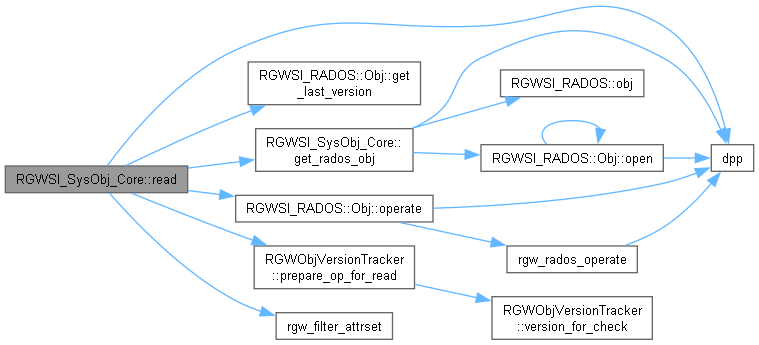 RGWSI_SysObj_Core::read
RGWSI_RADOS::Obj::get
_last_version
RGWSI_SysObj_Core::
get_rados_obj
RGWSI_RADOS::obj
RGWSI_RADOS::Obj::open
dpp
RGWSI_RADOS::Obj::operate
rgw_rados_operate
RGWObjVersionTracker
::prepare_op_for_read
RGWObjVersionTracker
::version_for_check
rgw_filter_attrset